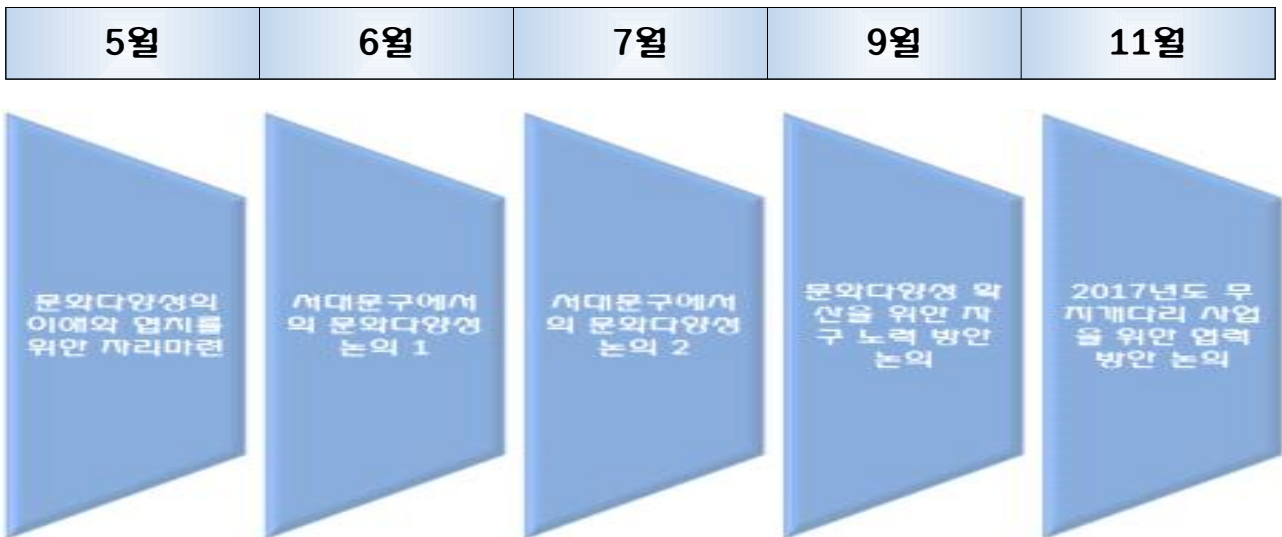 5월 6월 7월 9월 11월
문화다양성의
이해와 협치를
위한 자리마련
서대문구에서
의 문화다양성
논의 1
서대문구에서
의 문화다양성
논의 2
문화다양성 확
산을 위한 자
구 노력 방안
논의
2017년도 무
지개다리 사업
을 위한 협력
방안 논의